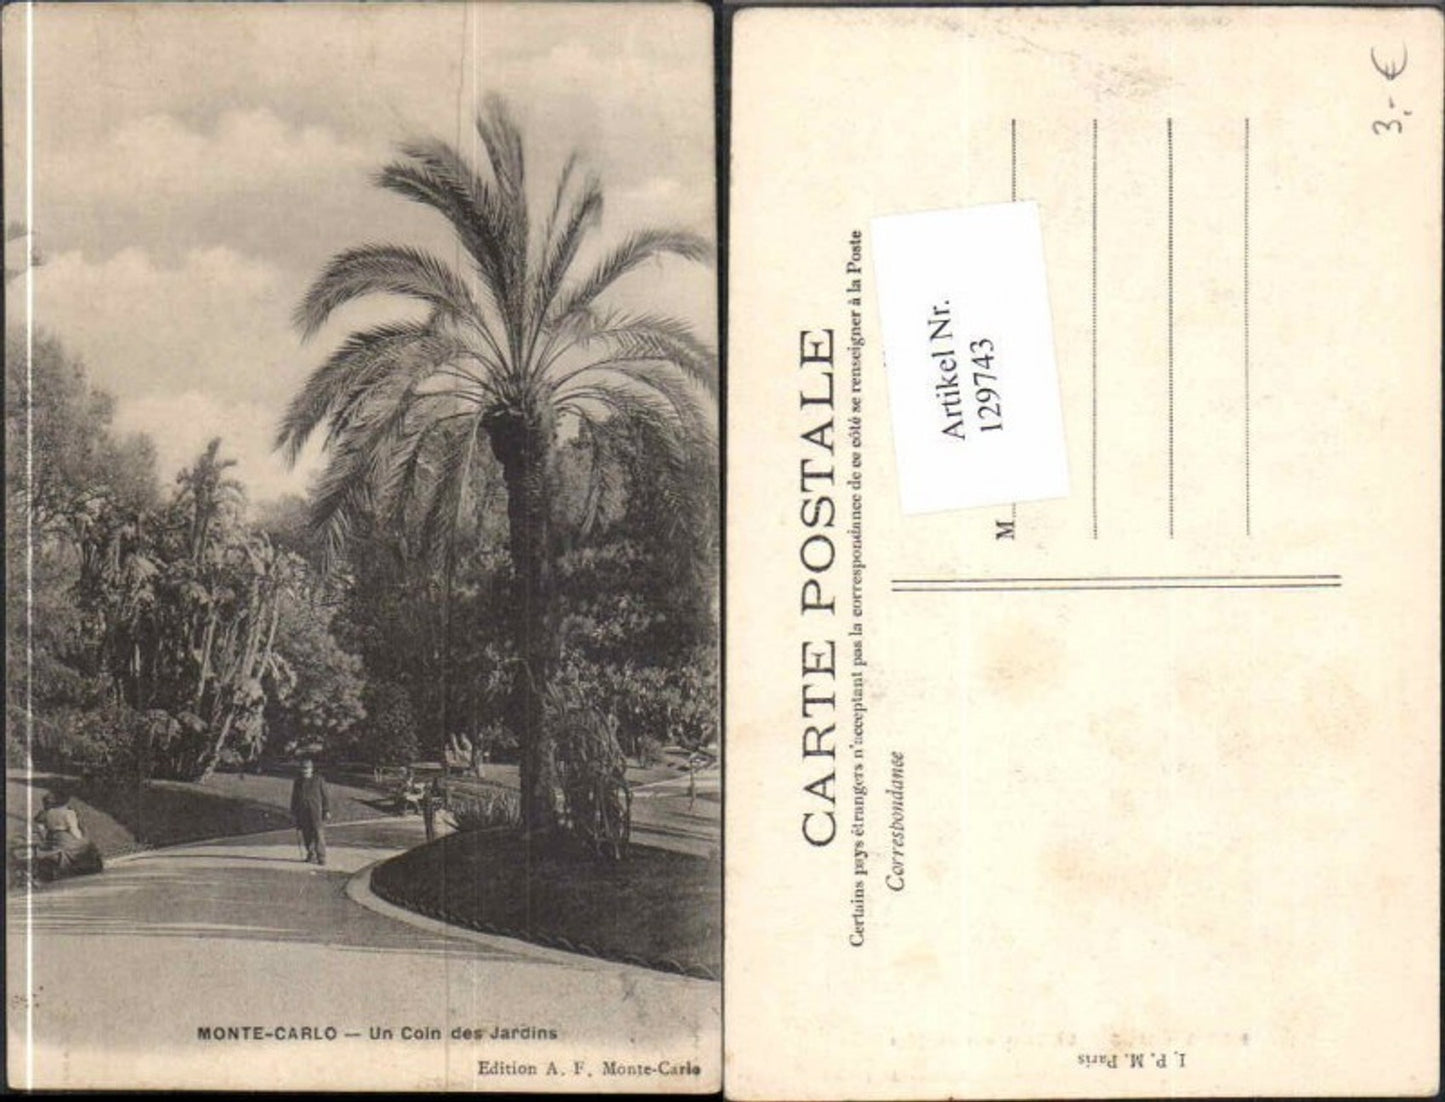 MONTE-CARLO — Un Coin des Jardins
Edition A. F. Monte-Carlo
CARTE POSTALE
Certains pays étrangers n'acceptant pas la correspondance de ce côté se renseigner à la Poste
Correspondance
M
Artikel Nr.
129743
3,- €
I. P. M. Paris